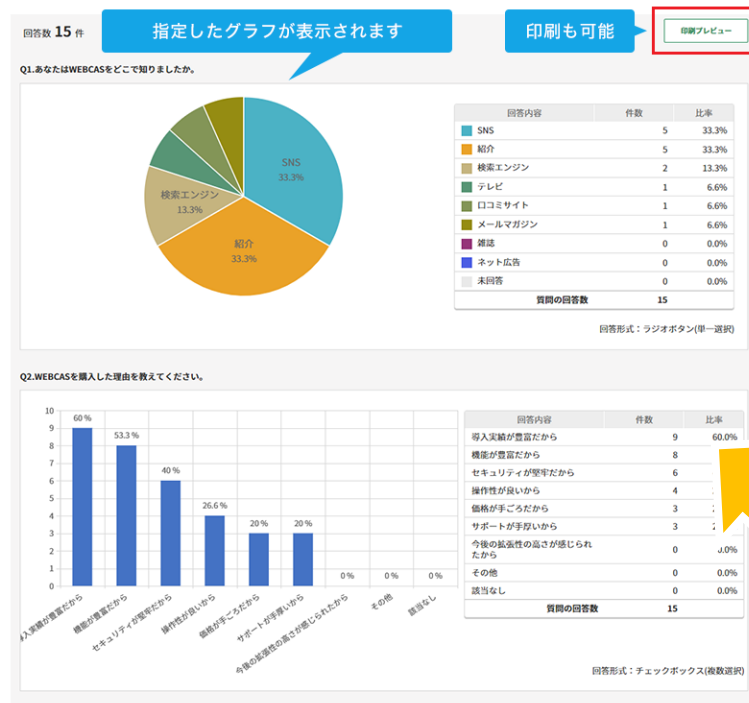 回答数 15 件
指定したグラフが表示されます
印刷も可能
印刷プレビュー
Q1.あなたはWEBCASをどこで知りましたか。
SNS
33.3%
検索エンジン
13.3%
紹介
33.3%
回答内容 件数 比率
SNS 5 33.3%
紹介 5 33.3%
検索エンジン 2 13.3%
テレビ 1 6.6%
口コミサイト 1 6.6%
メールマガジン 1 6.6%
雑誌 0 0.0%
ネット広告 0 0.0%
未回答 0 0.0%
質問の回答数 15
回答形式：ラジオボタン(単一選択)
Q2.WEBCASを購入した理由を教えてください。
10
9
8
7
6
5
4
3
2
1
0
60 %
53.3 %
40 %
26.6 %
20 %
20 %
0 %
0 %
0 %
導入実績が豊富だから
機能が豊富だから
セキュリティが堅牢だから
操作性が良いから
価格が手ごろだから
サポートが手厚いから
今後の拡張性の高さが感じられたから
その他
該当なし
回答内容 件数 比率
導入実績が豊富だから 9 60.0%
機能が豊富だから 8
セキュリティが堅牢だから 6
操作性が良いから 4
価格が手ごろだから 3
サポートが手厚いから 3
今後の拡張性の高さが感じられ
たから 0
その他 0 0.0%
該当なし 0 0.0%
質問の回答数 15
回答形式：チェックボックス(複数選択)